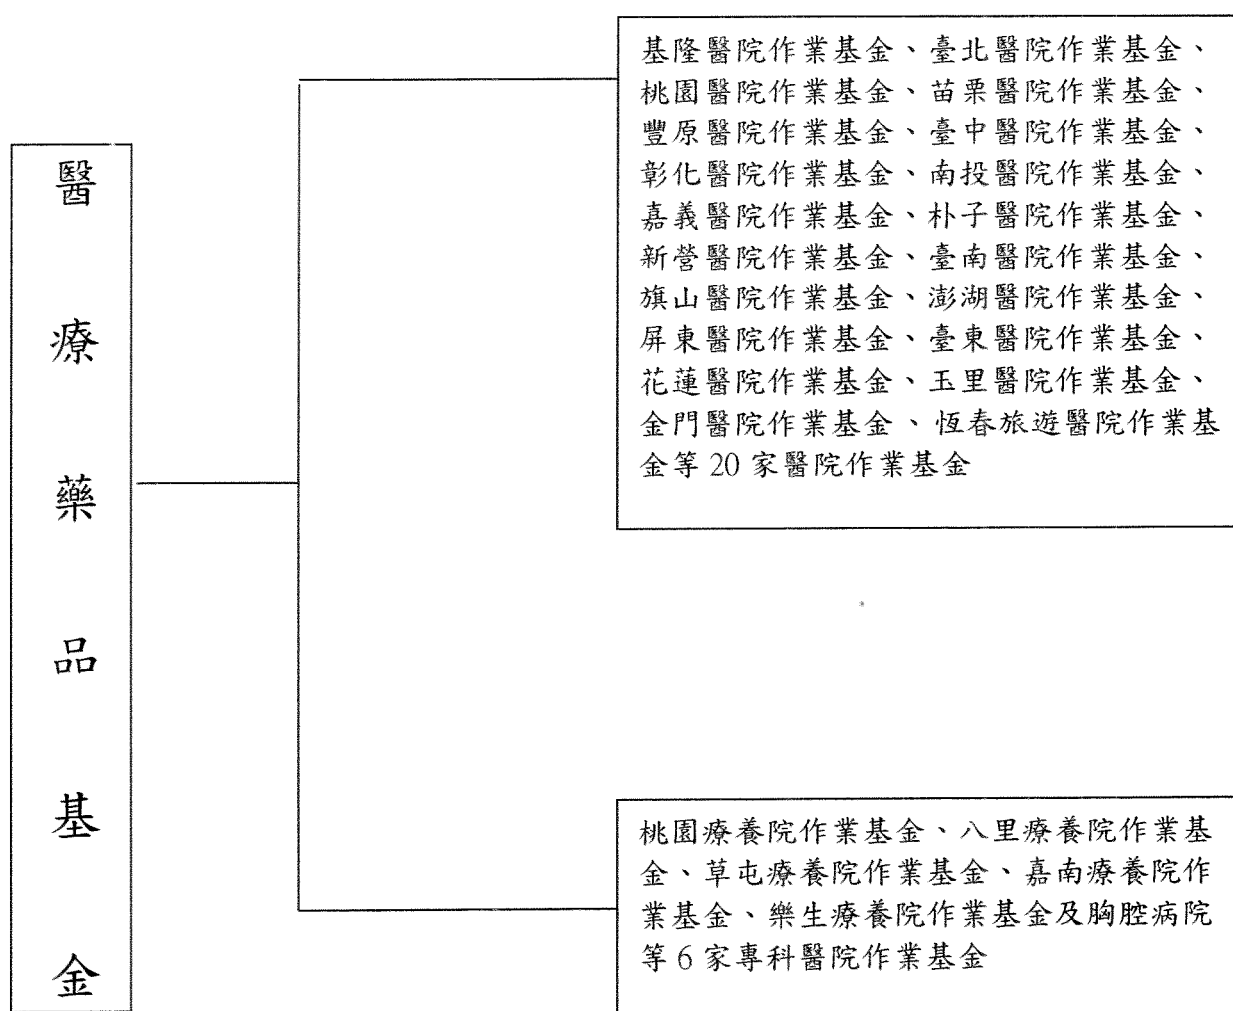 醫療藥品基金
基隆醫院作業基金、臺北醫院作業基金、
桃園醫院作業基金、苗栗醫院作業基金、
豐原醫院作業基金、臺中醫院作業基金、
彰化醫院作業基金、南投醫院作業基金、
嘉義醫院作業基金、朴子醫院作業基金、
新營醫院作業基金、臺南醫院作業基金、
旗山醫院作業基金、澎湖醫院作業基金、
屏東醫院作業基金、臺東醫院作業基金、
花蓮醫院作業基金、玉里醫院作業基金、
金門醫院作業基金、恆春旅遊醫院作業基
金等 20 家醫院作業基金
桃園療養院作業基金、八里療養院作業基
金、草屯療養院作業基金、嘉南療養院作
業基金、樂生療養院作業基金及胸腔病院
等 6 家專科醫院作業基金